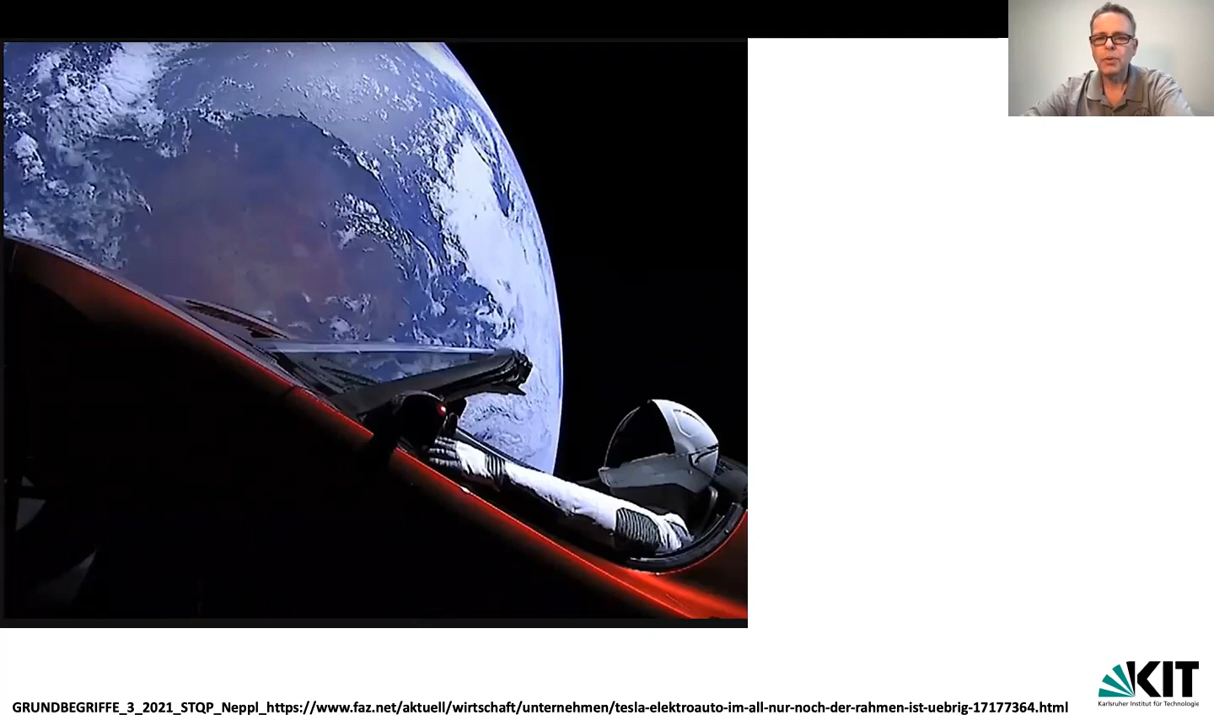 KIT
Karlsruher Institut für Technologie
GRUNDBEGRIFFE_3_2021_STQP_Neppl_https://www.faz.net/aktuell/wirtschaft/unternehmen/tesla-elektroauto-im-all-nur-noch-der-rahmen-ist-uebrig-17177364.html